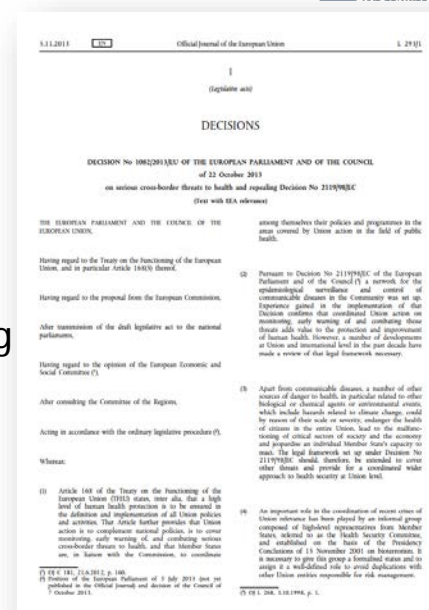 g
5.11.2013
EN
Official Journal of the European Union
L 293/1
I
(Legislative acts)
DECISIONS
DECISION No 1082/2013/EU OF THE EUROPEAN PARLIAMENT AND OF THE COUNCIL
of 22 October 2013
on serious cross-border threats to health and repealing Decision No 2119/98/EC
(Text with EEA relevance)
THE EUROPEAN PARLIAMENT AND THE COUNCIL OF THE
EUROPEAN UNION,
Having regard to the Treaty on the Functioning of the European
Union, and in particular Article 168(5) thereof,
Having regard to the proposal from the European Commission,
After transmission of the draft legislative act to the national
parliaments,
Having regard to the opinion of the European Economic and
Social Committee (¹),
After consulting the Committee of the Regions,
Acting in accordance with the ordinary legislative procedure (²),
Whereas:
(1) Article 168 of the Treaty on the Functioning of the
European Union (TFEU) states, inter alia, that a high
level of human health protection is to be ensured in
the definition and implementation of all Union policies
and activities. That Article further provides that Union
action is to complement national policies, is to cover
monitoring, early warning of, and combating serious
cross-border threats to health, and that Member States
are, in liaison with the Commission, to coordinate
(¹) OJ C 181, 21.6.2012, p. 160.
(²) Position of the European Parliament of 3 July 2013 (not yet
published in the Official Journal) and decision of the Council of
7 October 2013.
among themselves their policies and programmes in the
areas covered by Union action in the field of public
health.
(2) Pursuant to Decision No 2119/98/EC of the European
Parliament and of the Council (³) a network for the
epidemiological surveillance and control of
communicable diseases in the Community was set up.
Experience gained in the implementation of that
Decision confirms that coordinated Union action on
monitoring, early warning of and combating those
threats adds value to the protection and improvement
of human health. However, a number of developments
at Union and international level in the past decade have
made a review of that legal framework necessary.
(3) Apart from communicable diseases, a number of other
sources of danger to health, in particular related to other
biological or chemical agents or environmental events,
which include hazards related to climate change, could
by reason of their scale or severity, endanger the health
of citizens in the entire Union, lead to the malfunc-
tioning of critical sectors of society and the economy
and jeopardise an individual Member State's capacity to
react. The legal framework set up under Decision No
2119/98/EC should, therefore, be extended to cover
other threats and provide for a coordinated wider
approach to health security at Union level.
(4) An important role in the coordination of recent crises of
Union relevance has been played by an informal group
composed of high-level representatives from Member
States, referred to as the Health Security Committee,
and established on the basis of the Presidency
Conclusions of 15 November 2001 on bioterrorism. It
is necessary to give this group a formalised status and to
assign it a well-defined role to avoid duplications with
other Union entities responsible for risk management.
(³) OJ L 268, 3.10.1998, p. 1.